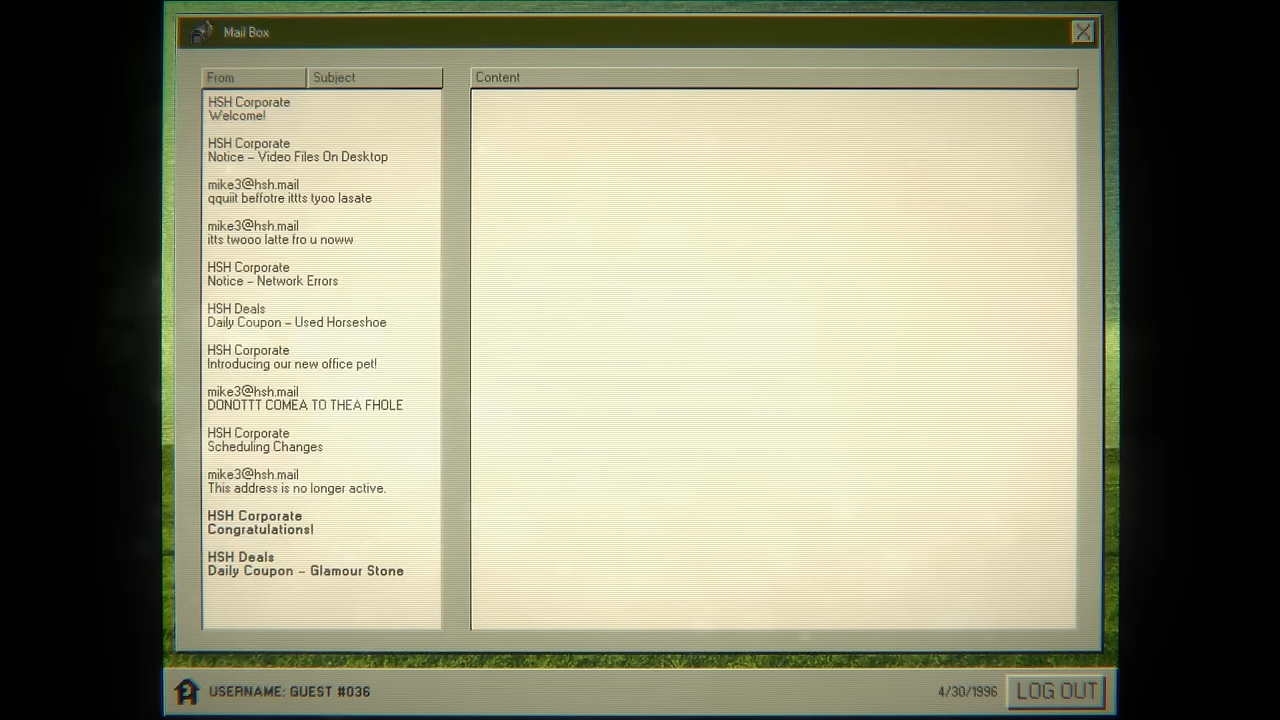 Mail Box
From Subject Content
HSH Corporate
Welcome!
HSH Corporate
Notice – Video Files On Desktop
mike3@hsh.mail
qquiit beffotre ittts tyoo lasate
mike3@hsh.mail
itts twooo latte fro u noww
HSH Corporate
Notice – Network Errors
HSH Deals
Daily Coupon – Used Horseshoe
HSH Corporate
Introducing our new office pet!
mike3@hsh.mail
DONOTTT COMEA TO THEA FHOLE
HSH Corporate
Scheduling Changes
mike3@hsh.mail
This address is no longer active.
HSH Corporate
Congratulations!
HSH Deals
Daily Coupon – Glamour Stone
USERNAME: GUEST #036
4/30/1996 LOG OUT